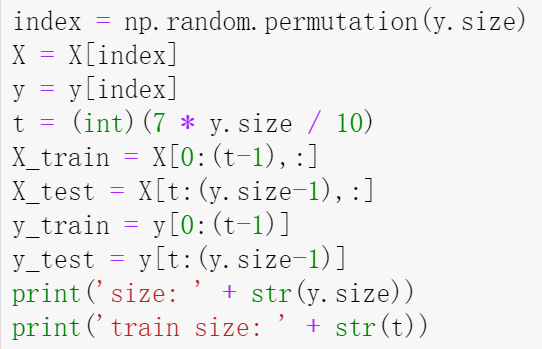 index = np.random.permutation(y.size)
X = X[index]
y = y[index]
t = (int)(7 * y.size / 10)
X_train = X[0:(t-1),:]
X_test = X[t:(y.size-1),:]
y_train = y[0:(t-1)]
y_test = y[t:(y.size-1)]
print('size: ' + str(y.size))
print('train size: ' + str(t))